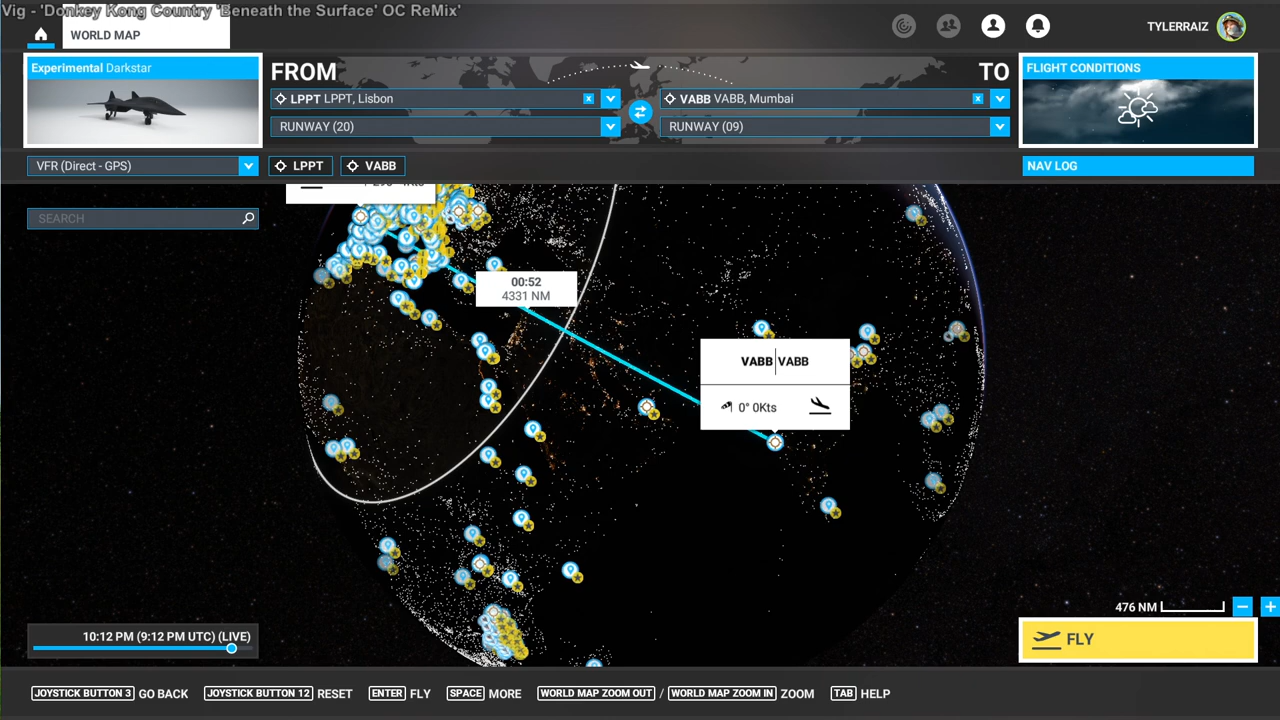 Vig - 'Donkey Kong Country 'Beneath the Surface' OC ReMix'
WORLD MAP
TYLERRAIZ
Experimental Darkstar
FROM
TO
FLIGHT CONDITIONS
LPPT LPPT, Lisbon
x
VABB VABB, Mumbai
x
RUNWAY (20)
RUNWAY (09)
VFR (Direct - GPS)
LPPT
VABB
NAV LOG
SEARCH
00:52
4331 NM
VABB VABB
0° 0Kts
476 NM
10:12 PM (9:12 PM UTC) (LIVE)
FLY
JOYSTICK BUTTON 3 GO BACK JOYSTICK BUTTON 12 RESET ENTER FLY SPACE MORE WORLD MAP ZOOM OUT / WORLD MAP ZOOM IN ZOOM TAB HELP